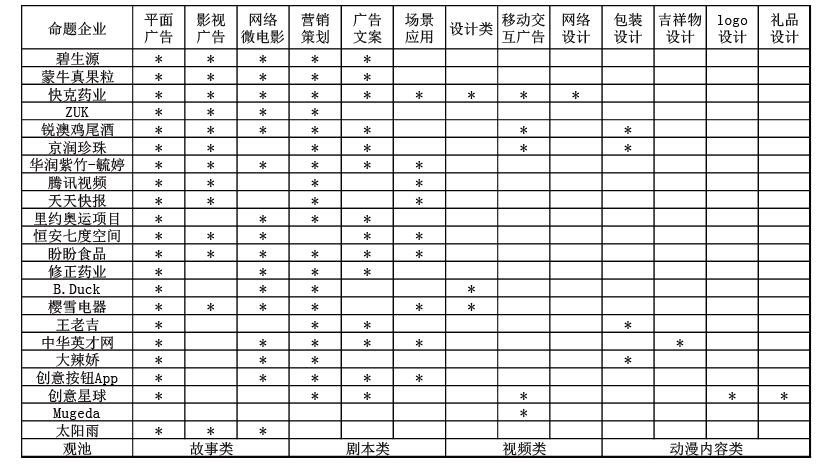 命题企业 平面广告 影视广告 网络微电影 营销策划 广告文案 场景应用 设计类 移动交互广告 网络设计 包装设计 吉祥物设计 logo设计 礼品设计
碧生源 * * * * *
蒙牛真果粒 * * * * *
快克药业 * * * * * * * * *
ZUK * * * *
锐澳鸡尾酒 * * * * * * *
京润珍珠 * * * * * *
华润紫竹-毓婷 * * * * * *
腾讯视频 * * * *
天天快报 * * * *
里约奥运项目 * * * *
恒安七度空间 * * * * *
盼盼食品 * * * * * *
修正药业 * * * *
B.Duck * * * *
樱雪电器 * * * * * *
王老吉 * * * *
中华英才网 * * * * * *
大辣娇 * * * *
创意按钮App * * * * *
创意星球 * * * * * *
Mugeda *
太阳雨 * * *
观池 故事类 剧本类 视频类 动漫内容类